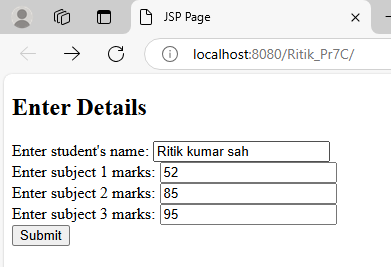 JSP Page
localhost:8080/Ritik_Pr7C/
Enter Details
Enter student's name: Ritik kumar sah
Enter subject 1 marks: 52
Enter subject 2 marks: 85
Enter subject 3 marks: 95
Submit